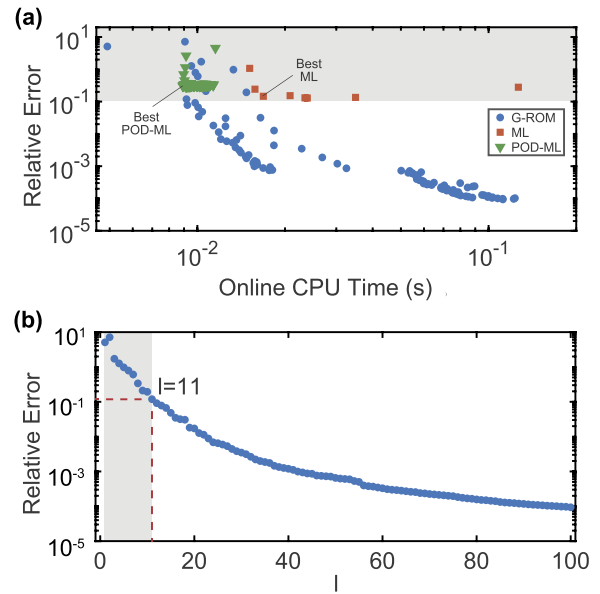 (a)
10^1
10^-1
10^-3
10^-5
Relative Error
Best
ML
Best
POD-ML
G-ROM
ML
POD-ML
10^-2
10^-1
Online CPU Time (s)
(b)
10^1
10^-1
10^-3
10^-5
Relative Error
l=11
0
20
40
60
80
100
l